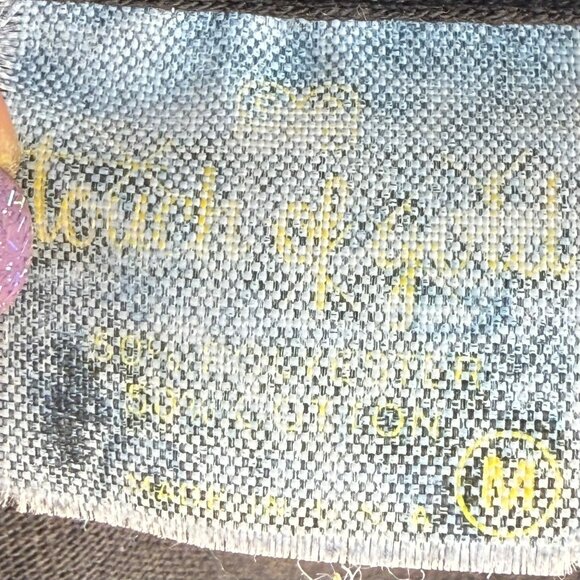 touch of gold
50% POLYESTER
50% COTTON
M
MADE IN U.S.A